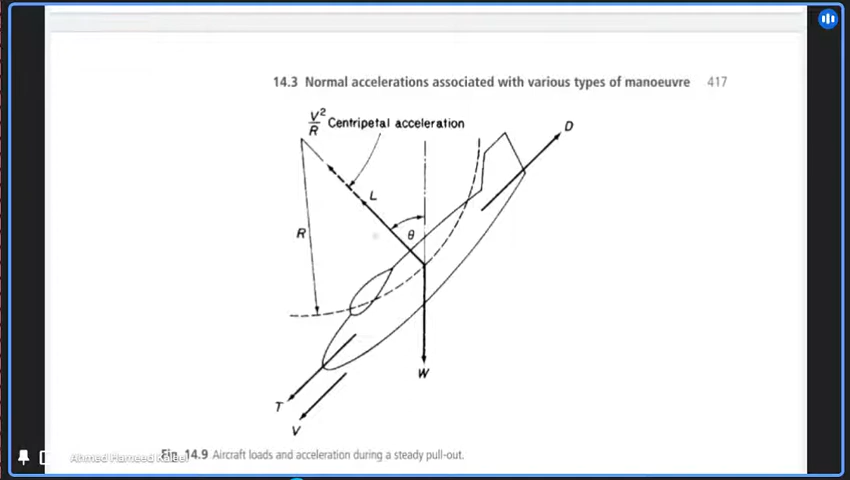 14.3 Normal accelerations associated with various types of manoeuvre 417
V²
R
Centripetal acceleration
D
L
θ
R
W
T
V
Fig. 14.9 Aircraft loads and acceleration during a steady pull-out.
Ahmed Hameed